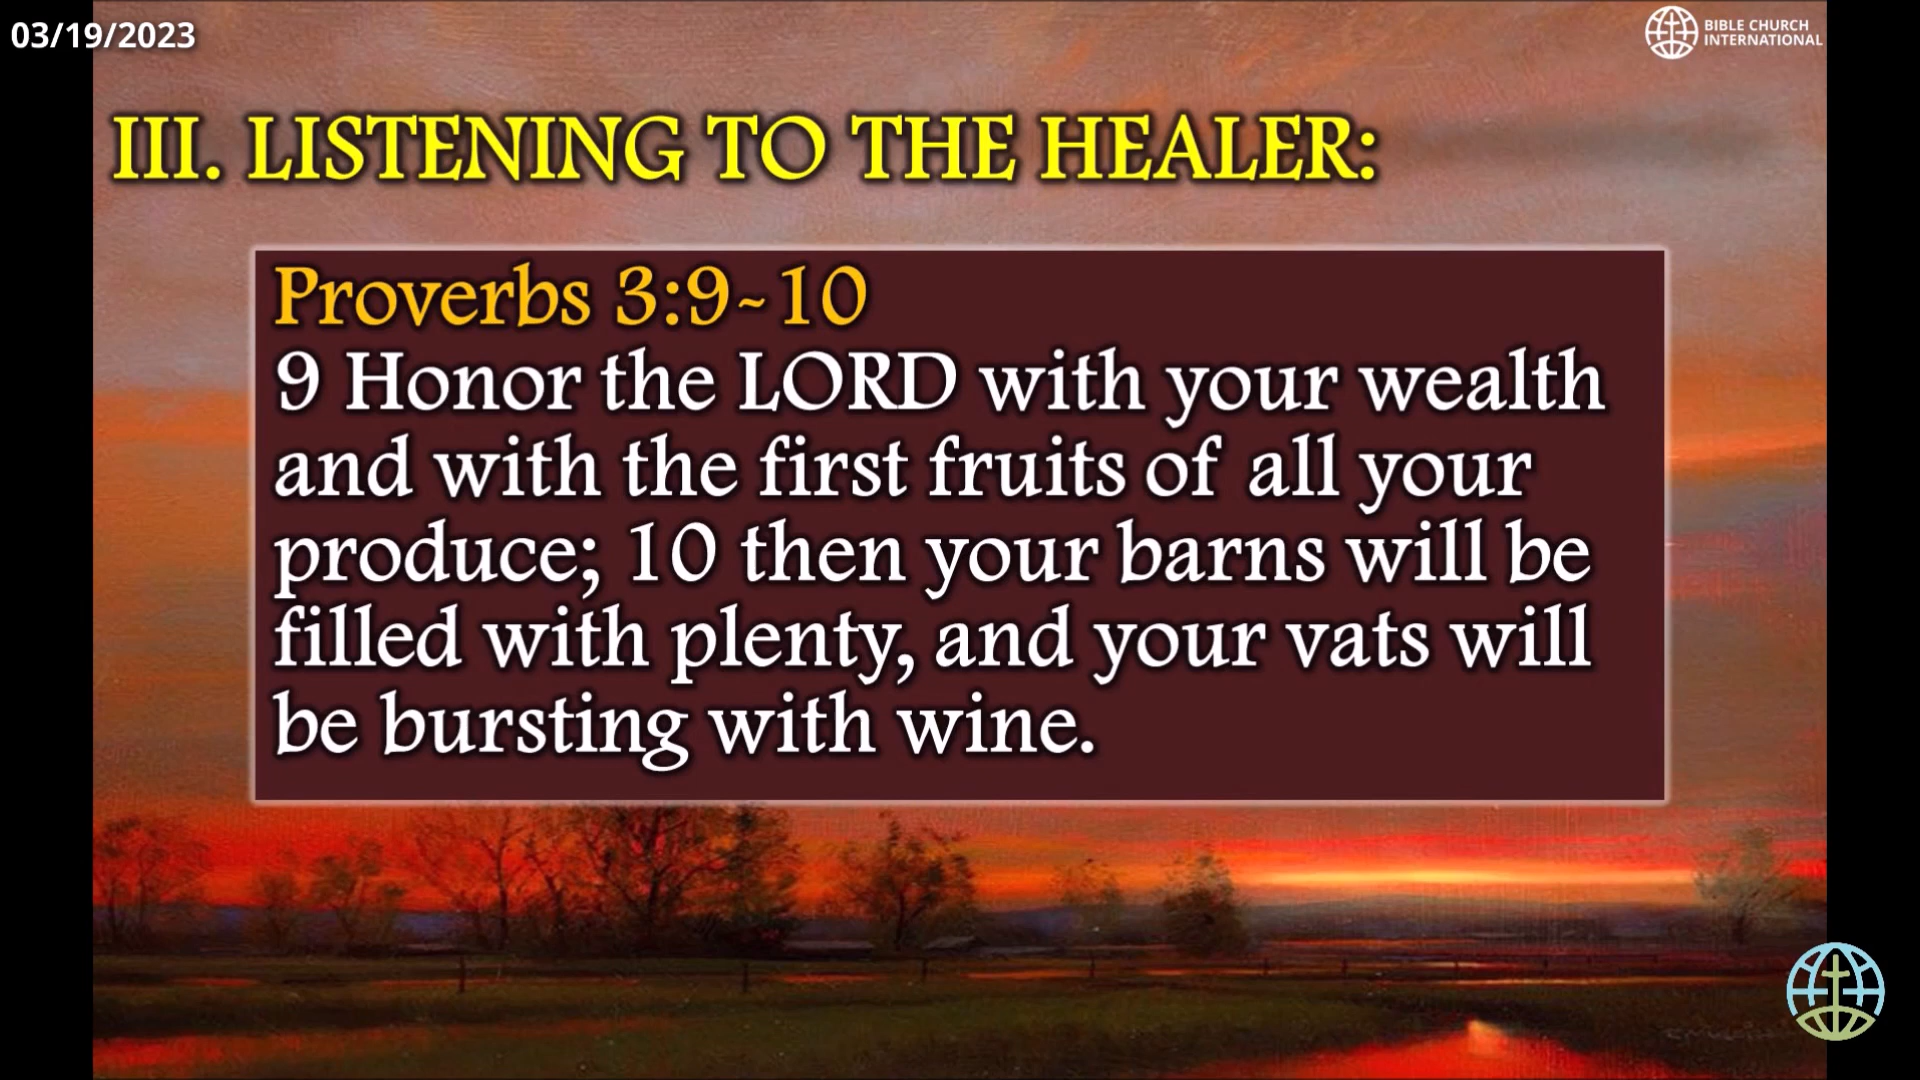 03/19/2023
BIBLE CHURCH
INTERNATIONAL
III. LISTENING TO THE HEALER:
Proverbs 3:9-10
9 Honor the LORD with your wealth
and with the first fruits of all your
produce; 10 then your barns will be
filled with plenty, and your vats will
be bursting with wine.